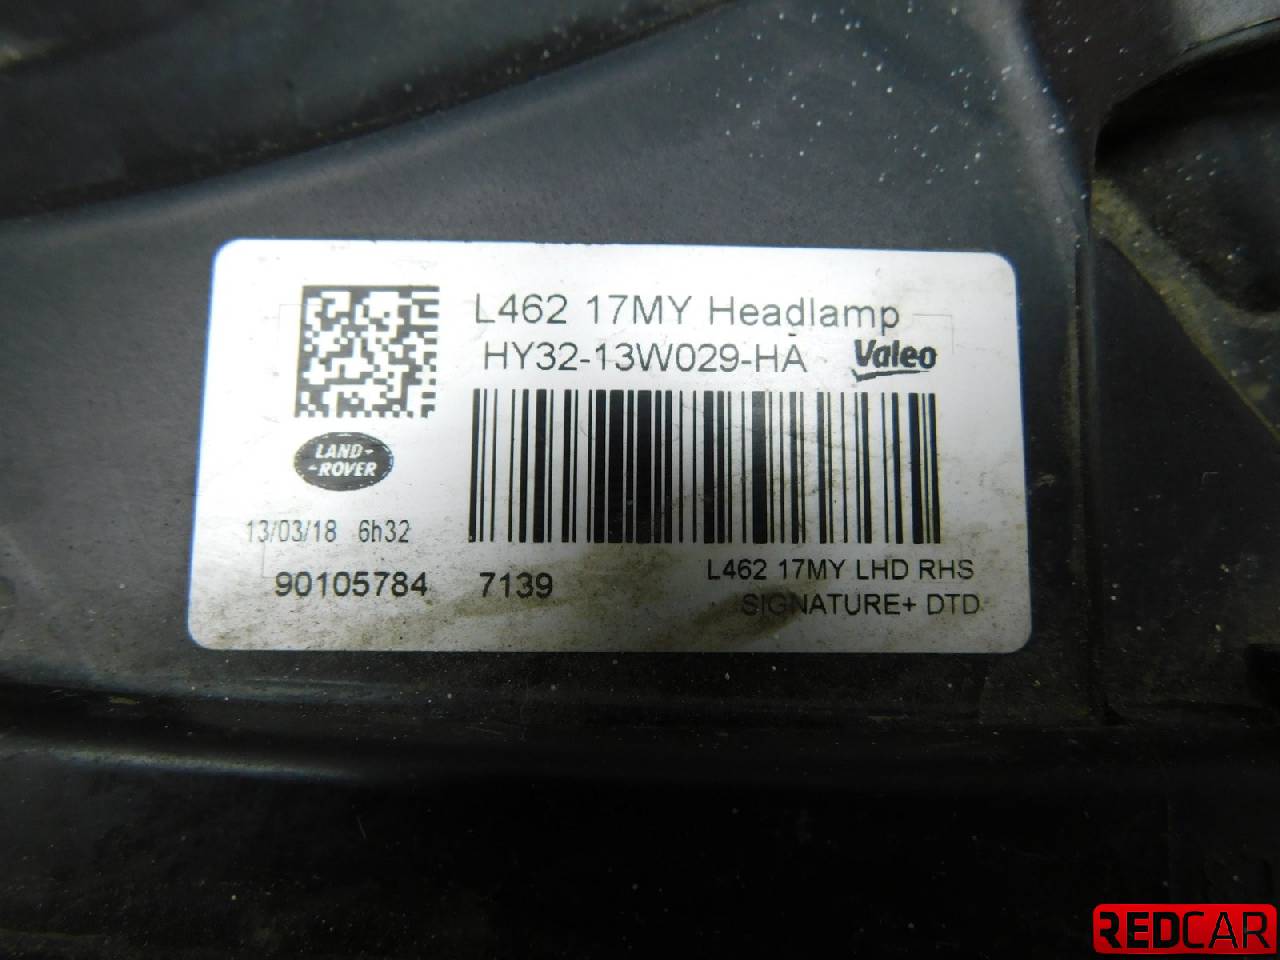 L462 17MY Headlamp
HY32-13W029-HA
Valeo
LAND-
-ROVER
13/03/18 6h32
90105784 7139
L462 17MY LHD RHS
SIGNATURE+ DTD
REDCAR